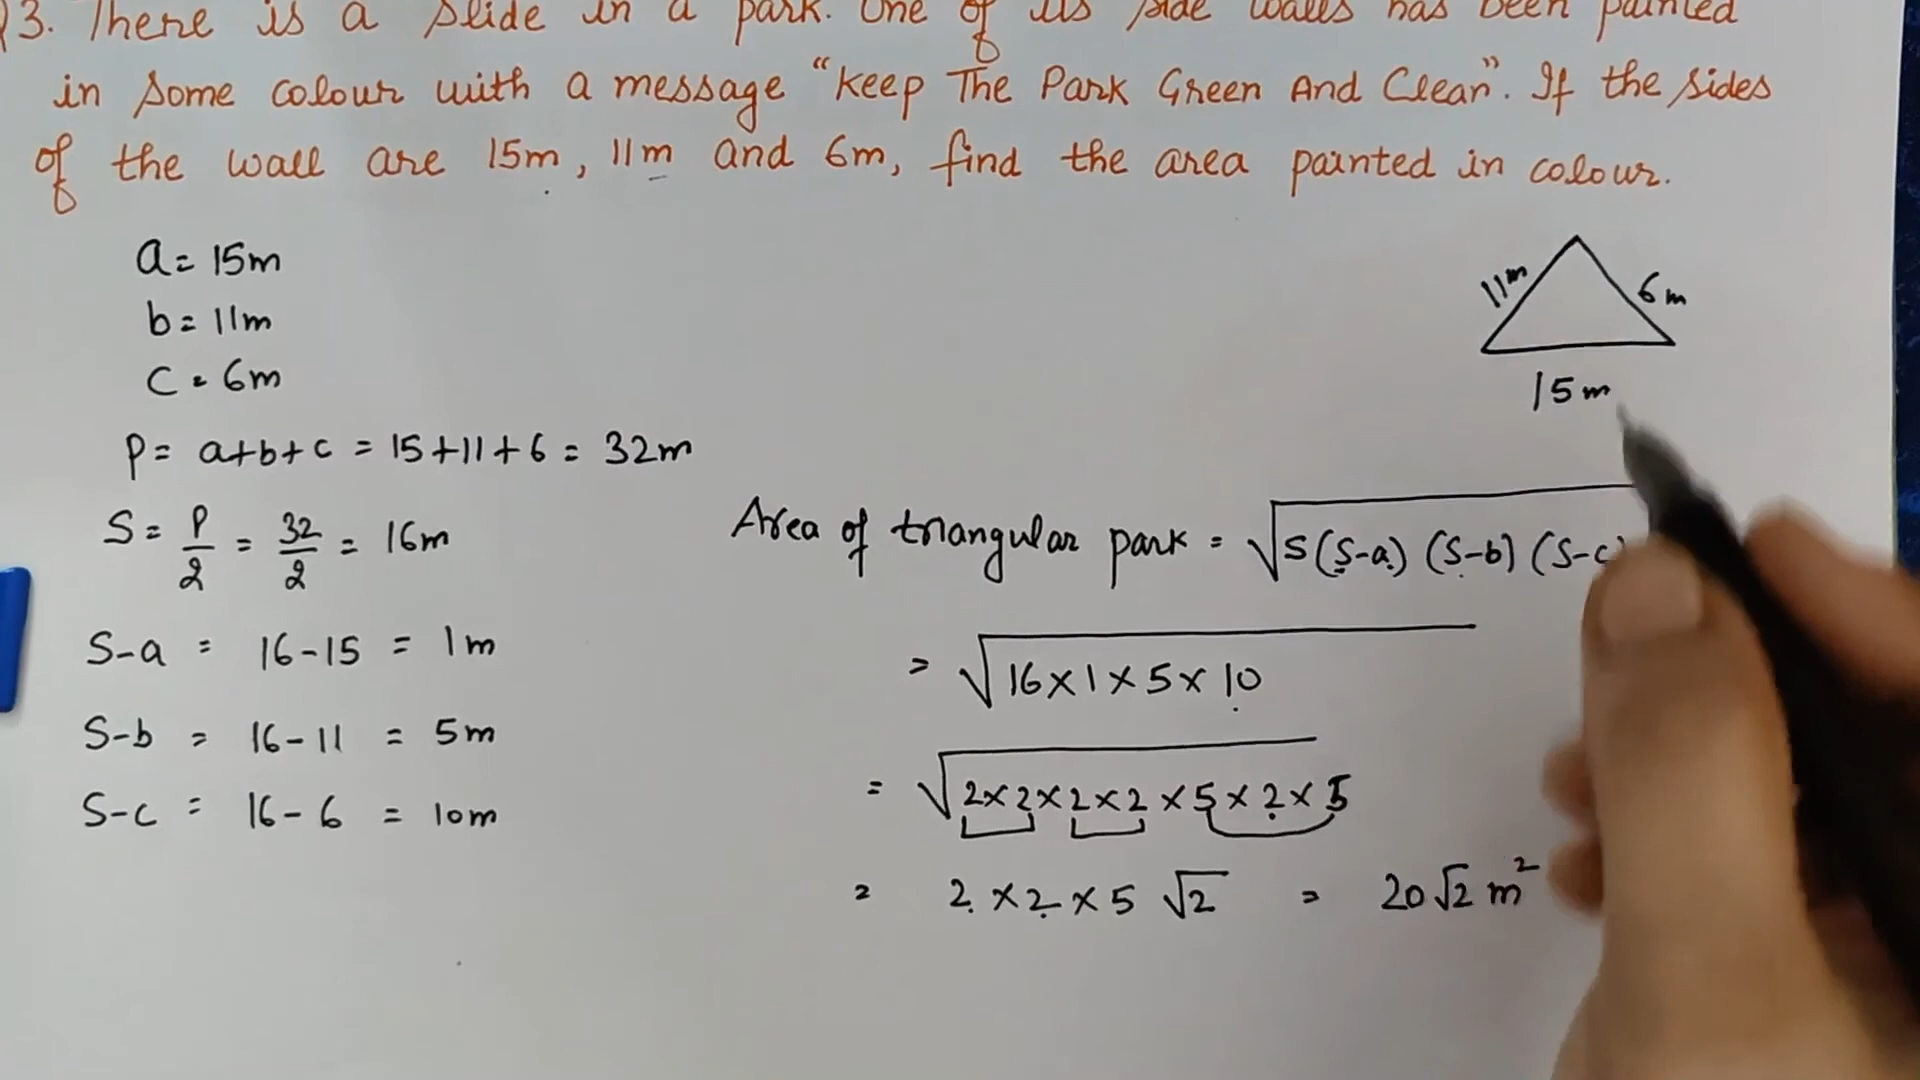 3. There is a slide in a park. One of its side walls has been painted
in some colour with a message "Keep The Park Green And Clean". If the sides
of the wall are 15m, 11m and 6m, find the area painted in colour.
a = 15m
b = 11m
c = 6m
11m
6m
15m
P = a+b+c = 15+11+6 = 32m
S = P/2 = 32/2 = 16m
Area of triangular park = √S(S-a)(S-b)(S-c)
S-a = 16-15 = 1m
= √16×1×5×10
S-b = 16-11 = 5m
= √2×2×2×2×5×2×5
S-c = 16-6 = 10m
= 2×2×5√2 = 20√2 m²